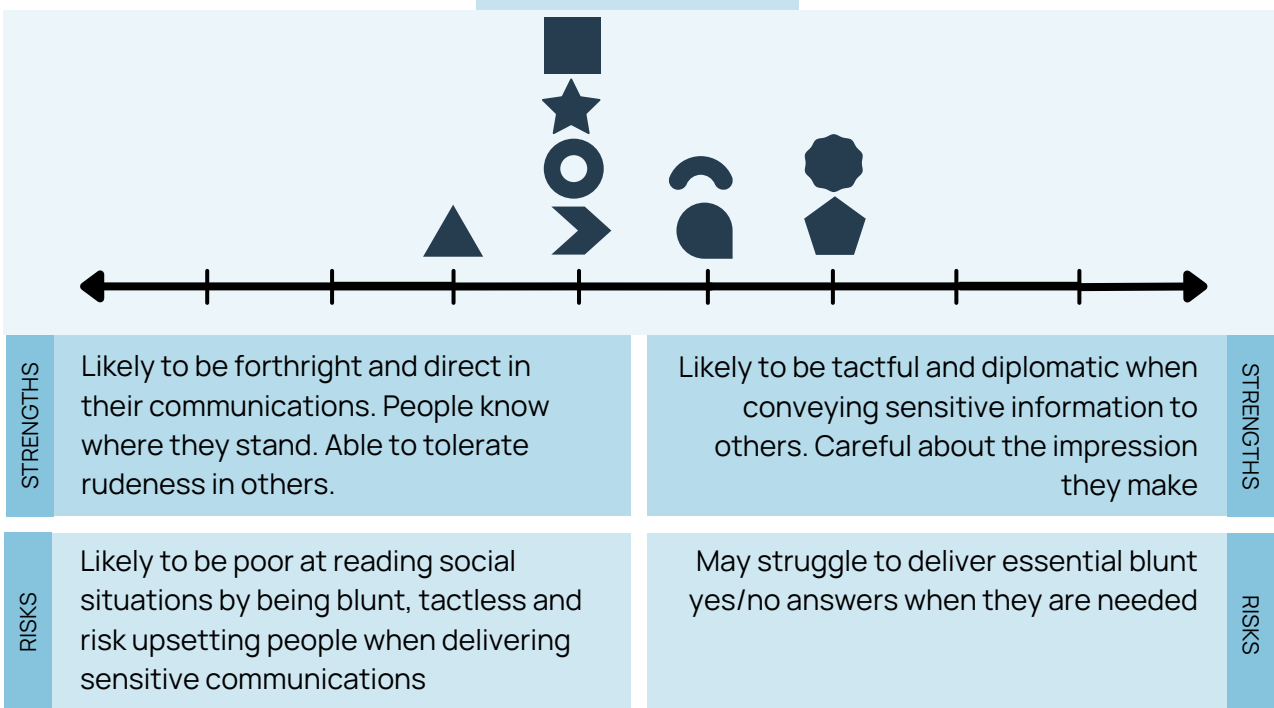 STRENGTHS
Likely to be forthright and direct in
their communications. People know
where they stand. Able to tolerate
rudeness in others.
Likely to be tactful and diplomatic when
conveying sensitive information to
others. Careful about the impression
they make
STRENGTHS
RISKS
Likely to be poor at reading social
situations by being blunt, tactless and
risk upsetting people when delivering
sensitive communications
May struggle to deliver essential blunt
yes/no answers when they are needed
RISKS